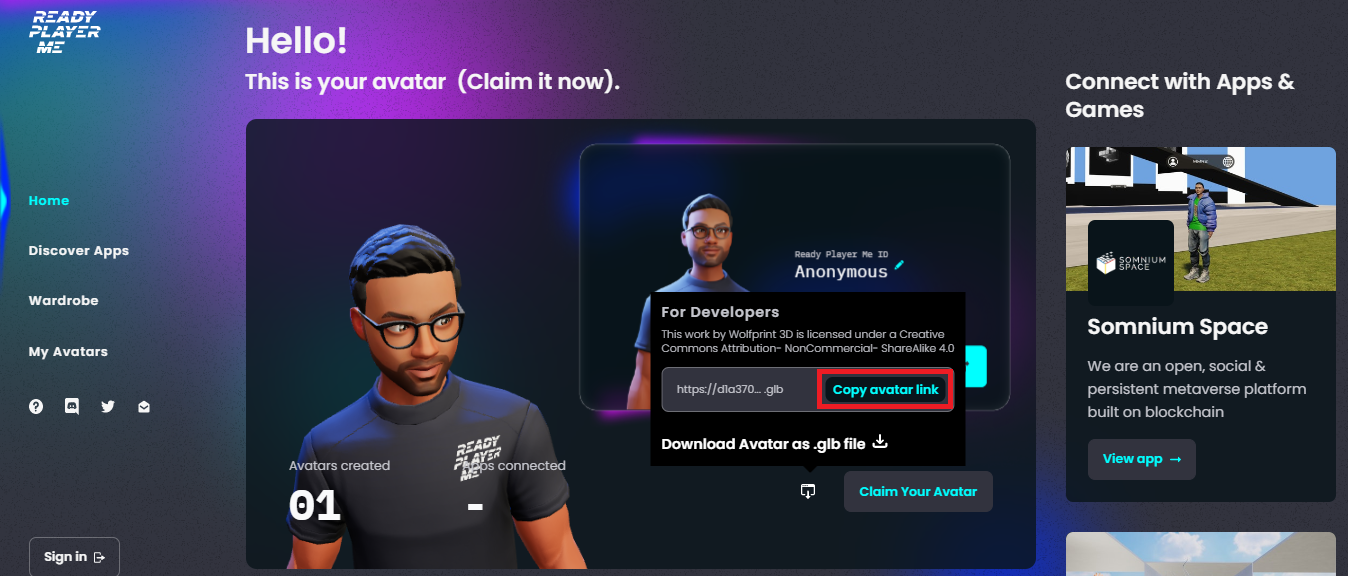 READY
PLAYER
ME
Home
Discover Apps
Wardrobe
My Avatars
Sign in
Hello!
This is your avatar (Claim it now).
Ready Player Me ID
Anonymous
For Developers
This work by Wolfprint 3D is licensed under a Creative
Commons Attribution- NonCommercial- ShareAlike 4.0
https://d1a370... .glb
Copy avatar link
Download Avatar as .glb file
READY
PLAYER
ME
Avatars created
01
Apps connected
-
Claim Your Avatar
Connect with Apps &
Games
SOMNIUM
SPACE
Somnium Space
We are an open, social &
persistent metaverse platform
built on blockchain
View app →